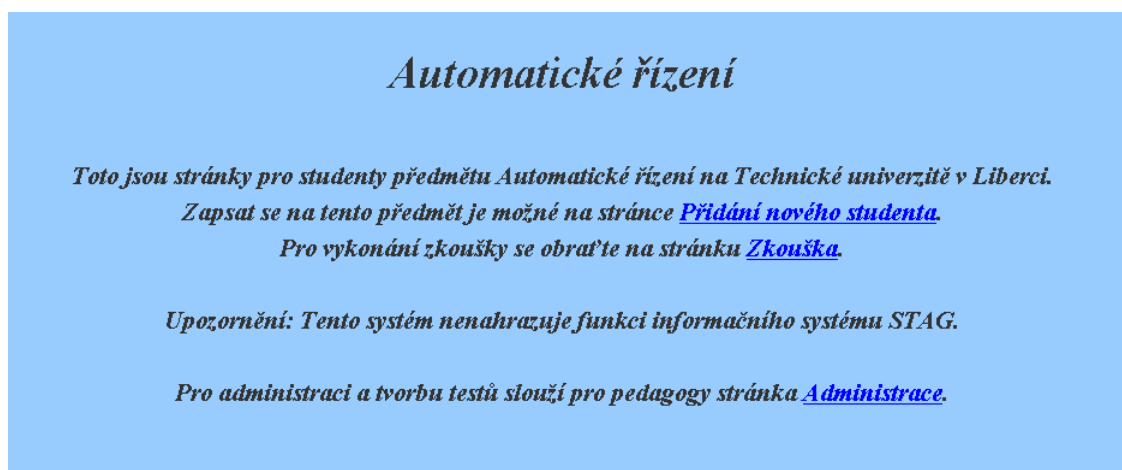 Automatické řízení
Toto jsou stránky pro studenty předmětu Automatické řízení na Technické univerzitě v Liberci.
Zapsat se na tento předmět je možné na stránce Přidání nového studenta.
Pro vykonání zkoušky se obraťte na stránku Zkouška.
Upozornění: Tento systém nenahrazuje funkci informačního systému STAG.
Pro administraci a tvorbu testů slouží pro pedagogy stránka Administrace.